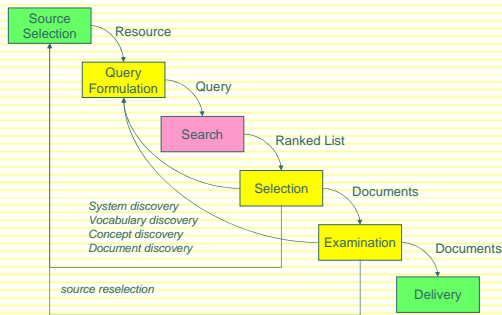 Source
Selection
Resource
Query
Formulation
Query
Search
Ranked List
Selection
Documents
System discovery
Vocabulary discovery
Concept discovery
Document discovery
Examination
Documents
source reselection
Delivery